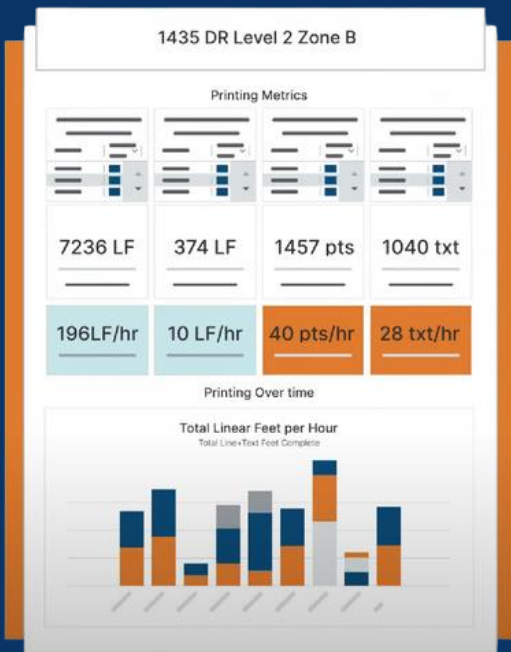 1435 DR Level 2 Zone B
Printing Metrics
7236 LF
374 LF
1457 pts
1040 txt
196LF/hr
10 LF/hr
40 pts/hr
28 txt/hr
Printing Over time
Total Linear Feet per Hour
Total Line+Text Feet Complete